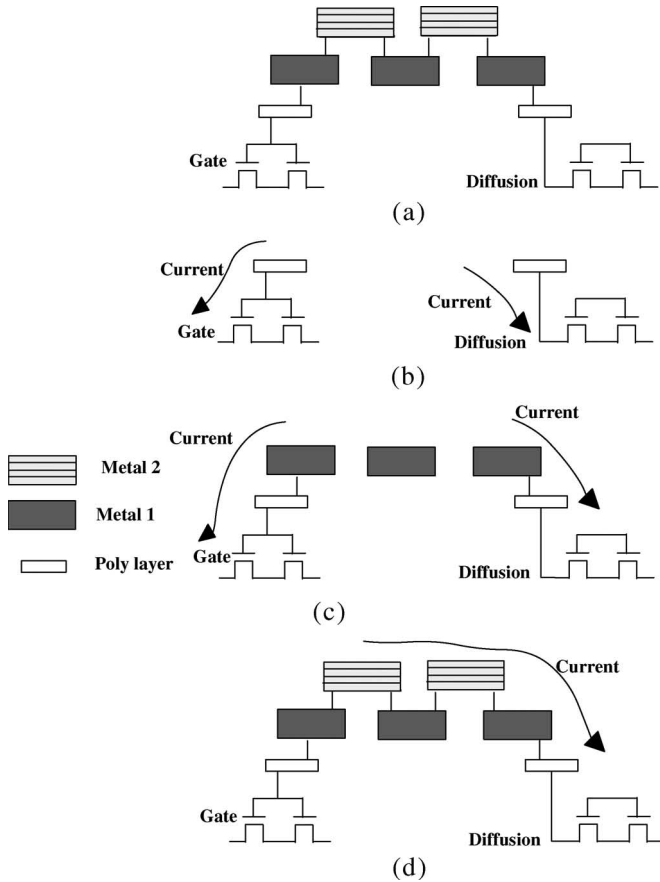 Gate
Diffusion
(a)
Current
Current
Gate
Diffusion
(b)
Current
Current
Metal 2
Metal 1
Gate
Poly layer
Diffusion
(c)
Current
Gate
Diffusion
(d)